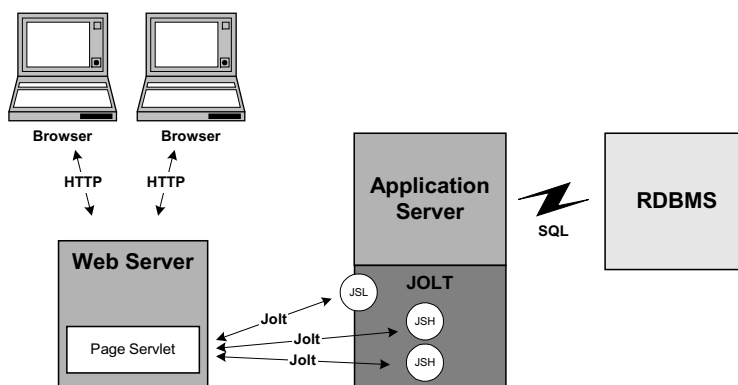 Browser
Browser
HTTP
HTTP
Application
Server
SQL
RDBMS
Web Server
Page Servlet
Jolt
Jolt
Jolt
JSL
JOLT
JSH
JSH